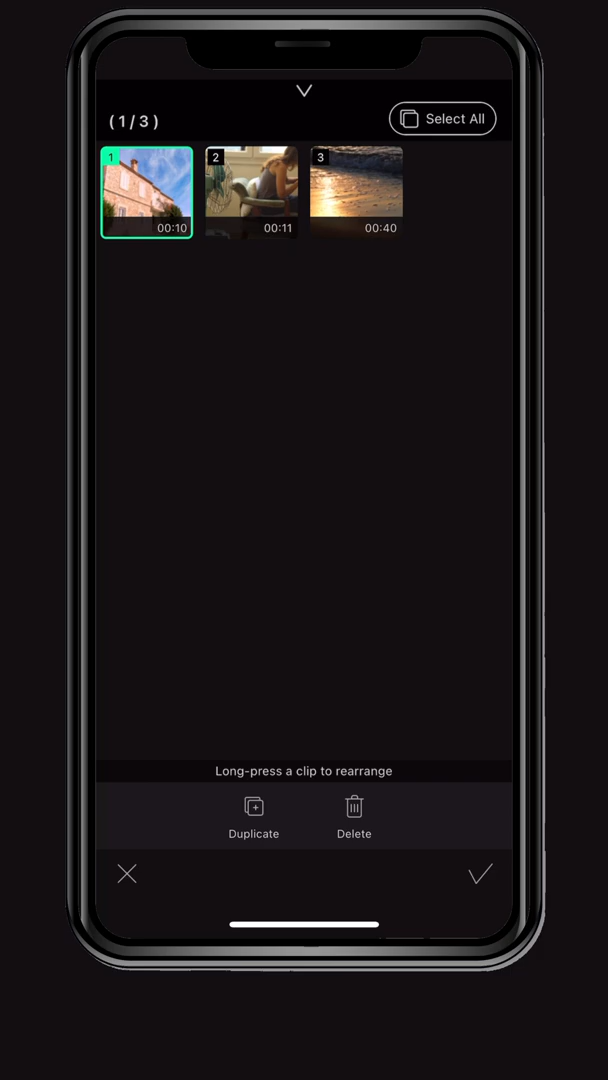 ( 1 / 3 )
Select All
1
2
3
00:10
00:11
00:40
Long-press a clip to rearrange
Duplicate
Delete